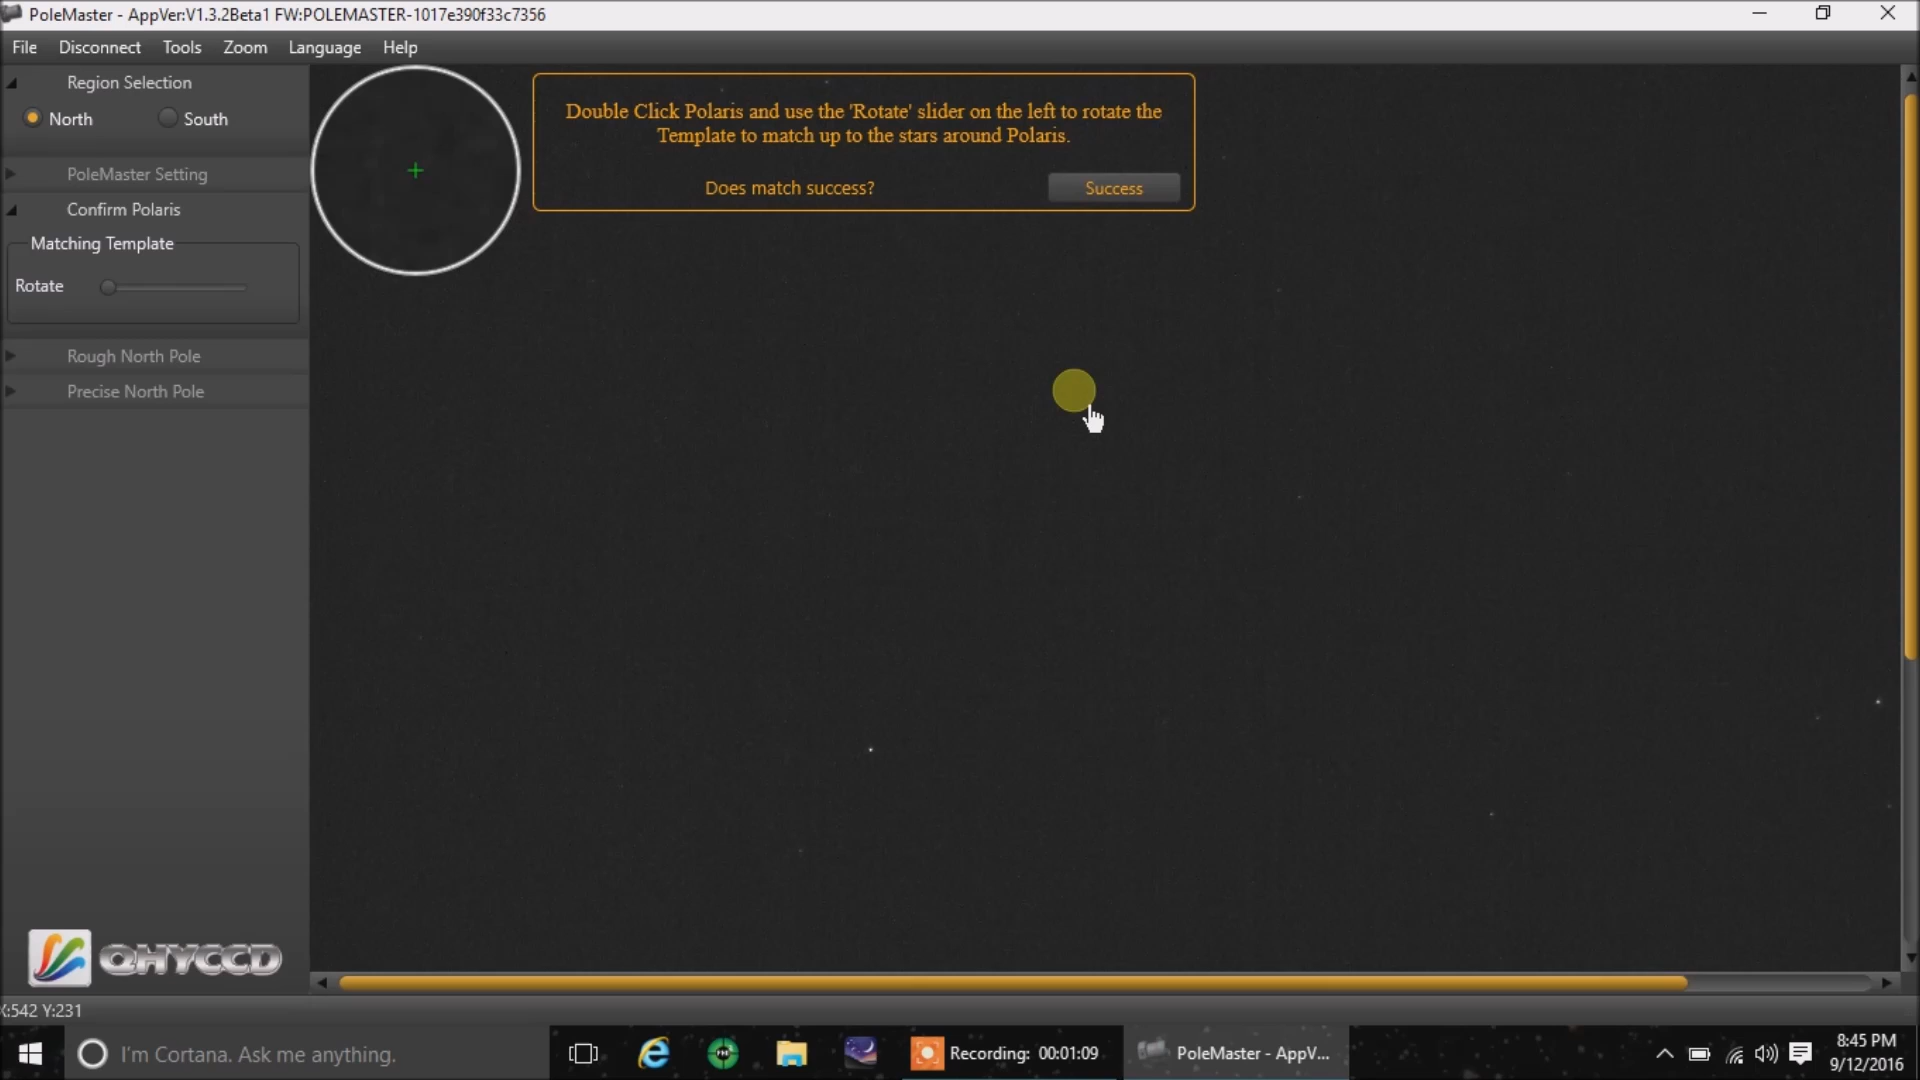 PoleMaster - AppVer:V1.3.2Beta1 FW:POLEMASTER-1017e390f33c7356
File Disconnect Tools Zoom Language Help
Region Selection
North South
PoleMaster Setting
Confirm Polaris
Matching Template
Rotate
Rough North Pole
Precise North Pole
Double Click Polaris and use the 'Rotate' slider on the left to rotate the
Template to match up to the stars around Polaris.
Does match success? Success
QHYCCD
X:542 Y:231
I'm Cortana. Ask me anything.
Recording: 00:01:09
PoleMaster - AppV...
8:45 PM
9/12/2016